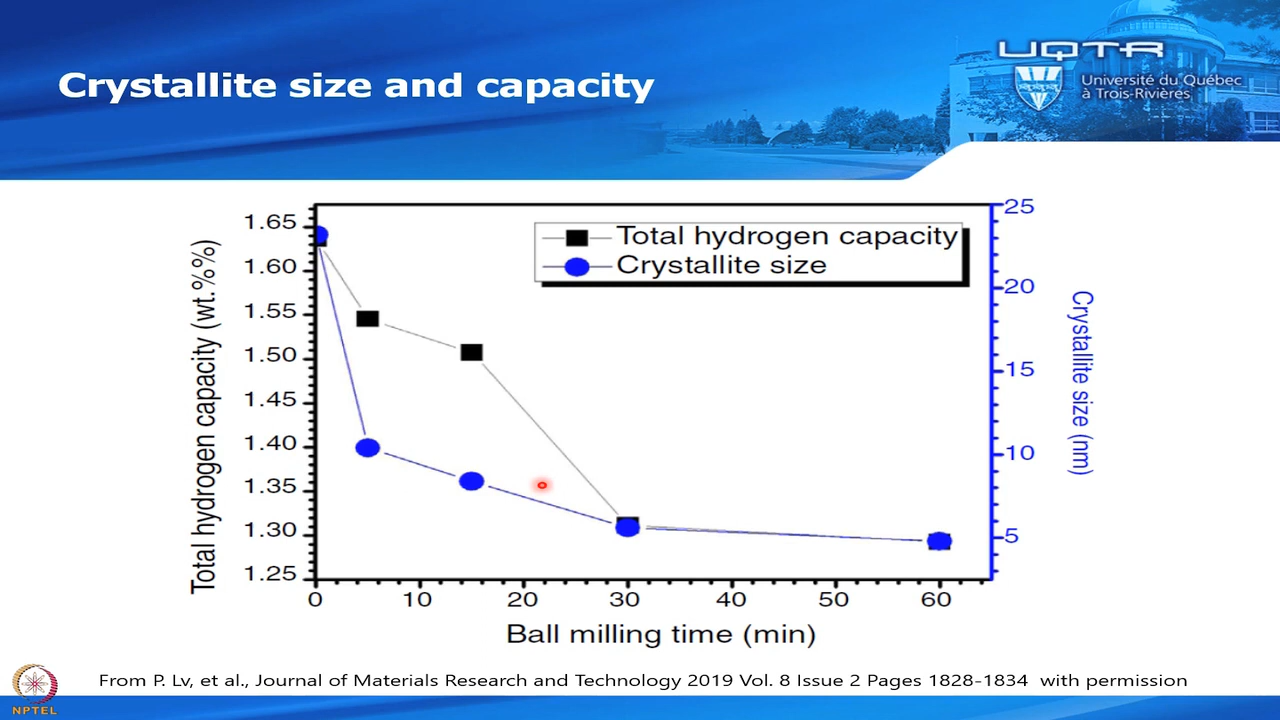 Crystallite size and capacity
UQTR
Université du Québec
à Trois-Rivières
Total hydrogen capacity
Crystallite size
Total hydrogen capacity (wt.%%)
1.65
1.60
1.55
1.50
1.45
1.40
1.35
1.30
1.25
25
20
15
10
5
Crystallite size (nm)
0 10 20 30 40 50 60
Ball milling time (min)
From P. Lv, et al., Journal of Materials Research and Technology 2019 Vol. 8 Issue 2 Pages 1828-1834 with permission
NPTEL